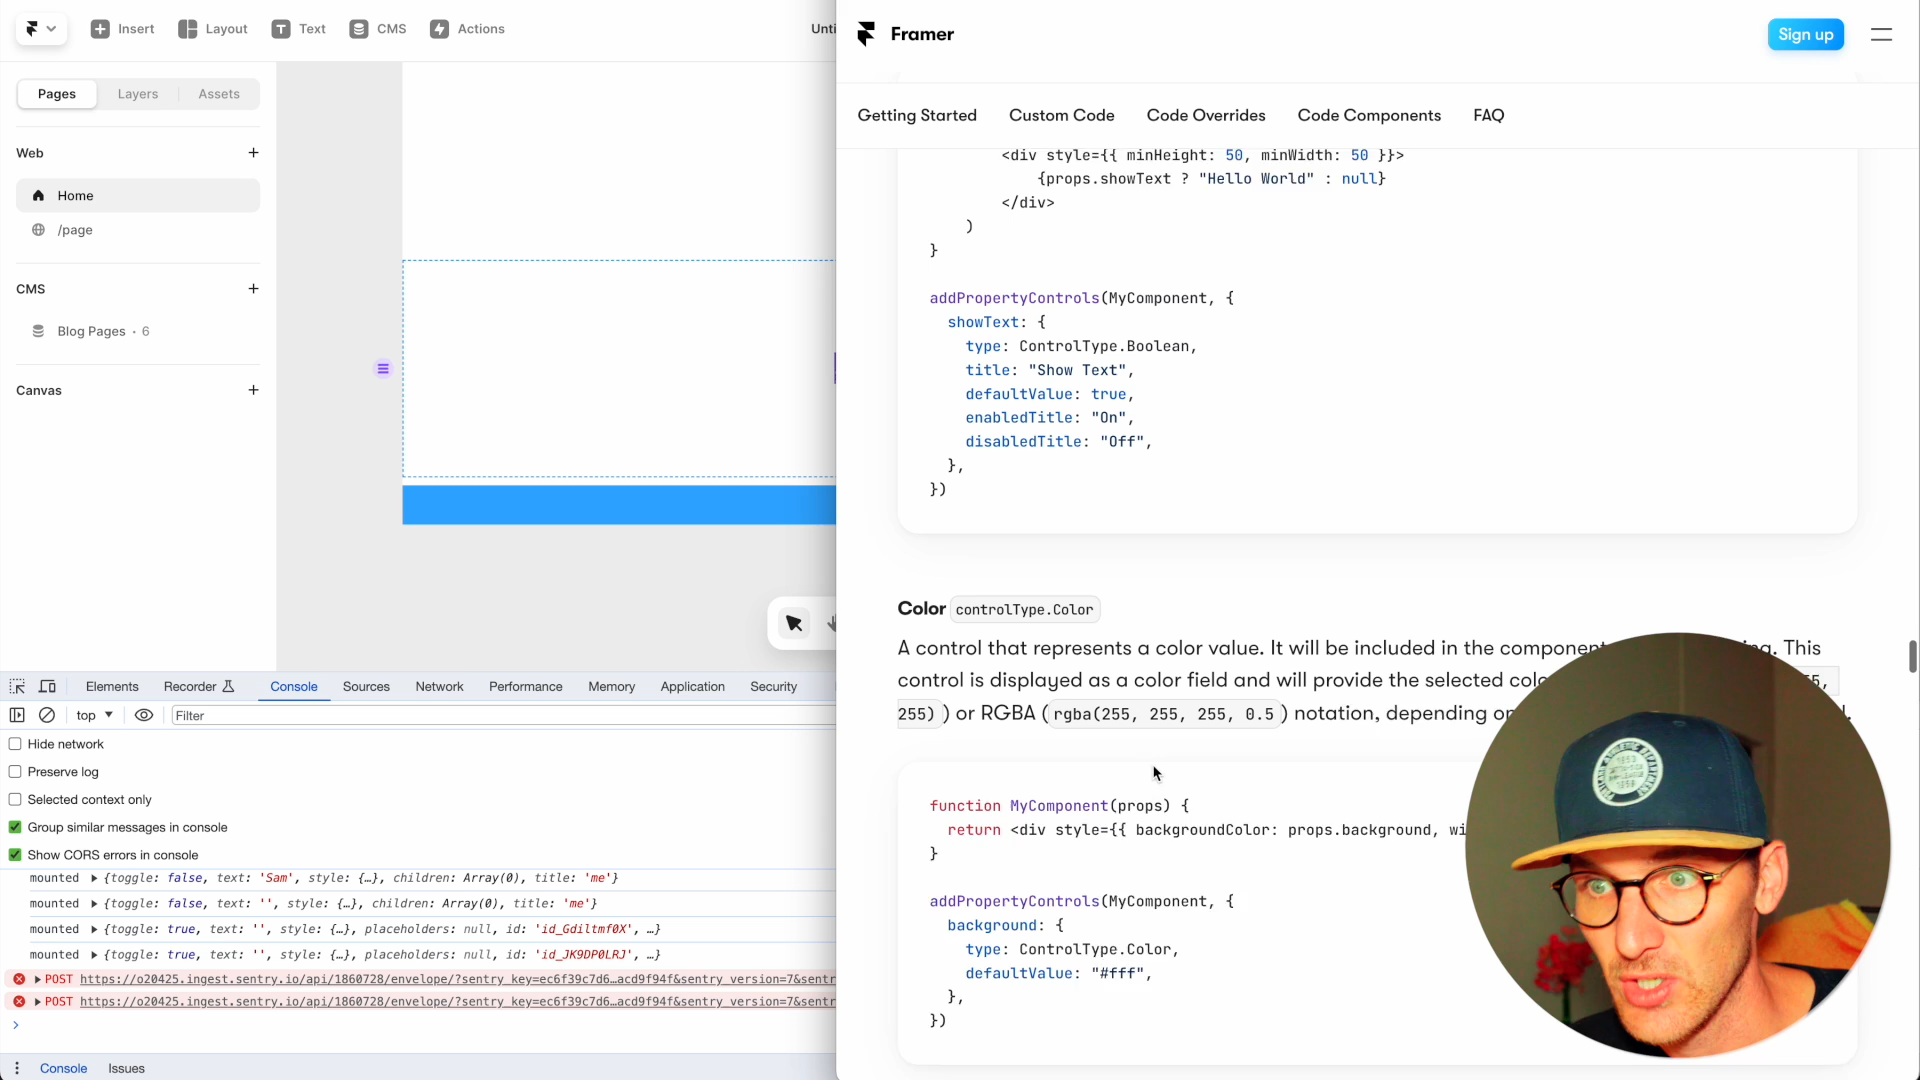 Insert
Layout
Text
CMS
Actions
Unti
Pages
Layers
Assets
Web
Home
/page
CMS
Blog Pages • 6
Canvas
Elements
Recorder
Console
Sources
Network
Performance
Memory
Application
Security
top
Filter
Hide network
Preserve log
Selected context only
Group similar messages in console
Show CORS errors in console
mounted ▶ {toggle: false, text: 'Sam', style: {…}, children: Array(0), title: 'me'}
mounted ▶ {toggle: false, text: '', style: {…}, children: Array(0), title: 'me'}
mounted ▶ {toggle: true, text: '', style: {…}, placeholders: null, id: 'id_Gdiltmf0X', …}
mounted ▶ {toggle: true, text: '', style: {…}, placeholders: null, id: 'id_JK9DP0LRJ', …}
▶ POST https://o20425.ingest.sentry.io/api/1860728/envelope/?sentry_key=ec6f39c7d6…acd9f94f&sentry_version=7&sentr
▶ POST https://o20425.ingest.sentry.io/api/1860728/envelope/?sentry_key=ec6f39c7d6…acd9f94f&sentry_version=7&sentr
>
Console
Issues
Framer
Sign up
Getting Started
Custom Code
Code Overrides
Code Components
FAQ
<div style={{ minHeight: 50, minWidth: 50 }}>
{props.showText ? "Hello World" : null}
</div>
)
}
addPropertyControls(MyComponent, {
showText: {
type: ControlType.Boolean,
title: "Show Text",
defaultValue: true,
enabledTitle: "On",
disabledTitle: "Off",
},
})
Color controlType.Color
A control that represents a color value. It will be included in the component This
control is displayed as a color field and will provide the selected colo
255) ) or RGBA ( rgba(255, 255, 255, 0.5 ) notation, depending on
function MyComponent(props) {
return <div style={{ backgroundColor: props.background, wi
}
addPropertyControls(MyComponent, {
background: {
type: ControlType.Color,
defaultValue: "#fff",
},
})